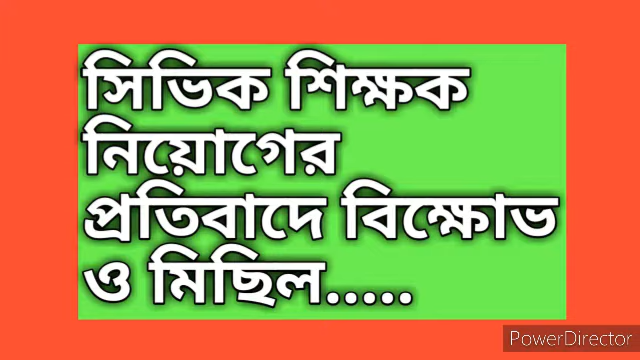 সিভিক শিক্ষক
নিয়োগের
প্রতিবাদে বিক্ষোভ
ও মিছিল.....
PowerDirector